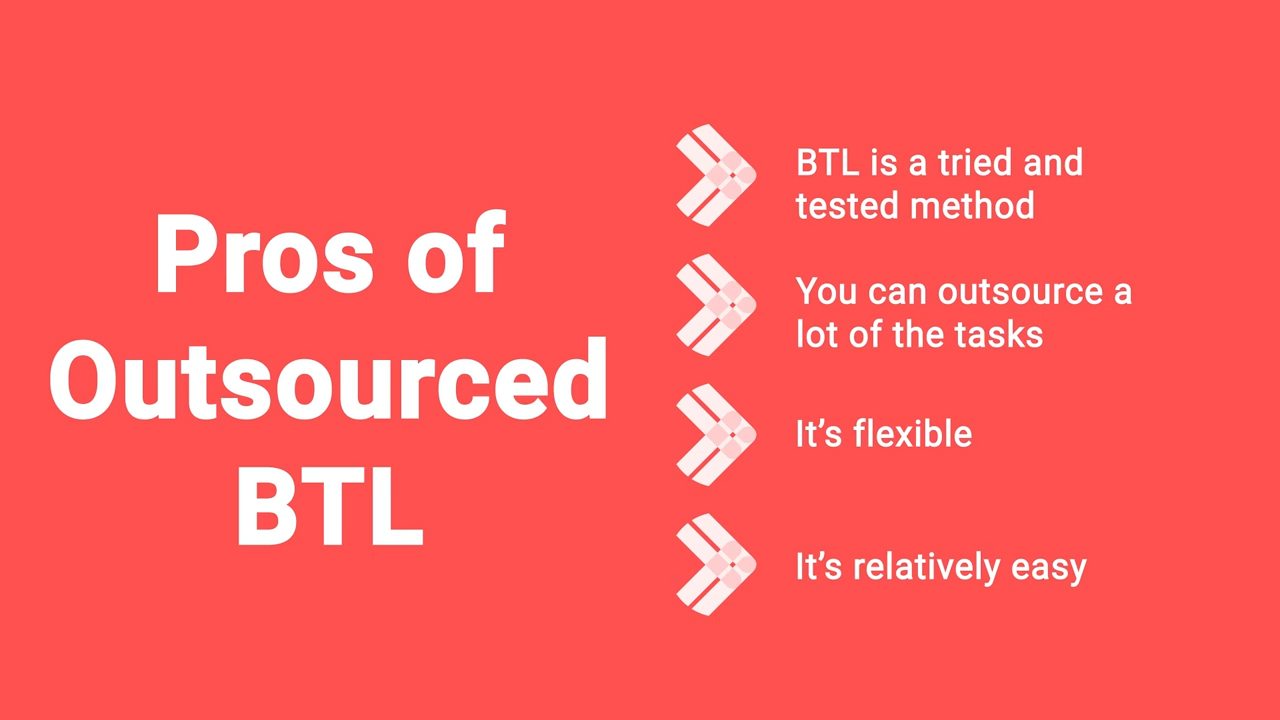 Pros of
Outsourced
BTL
BTL is a tried and
tested method
You can outsource a
lot of the tasks
It’s flexible
It’s relatively easy